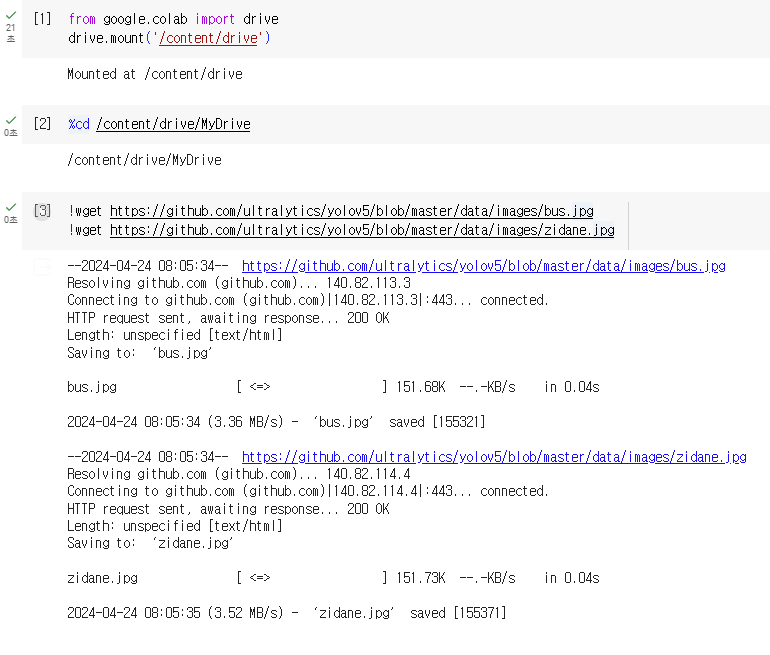 21
초
[1] from google.colab import drive
drive.mount('/content/drive')
Mounted at /content/drive
0초
[2] %cd /content/drive/MyDrive
/content/drive/MyDrive
0초
[3] !wget https://github.com/ultralytics/yolov5/blob/master/data/images/bus.jpg
!wget https://github.com/ultralytics/yolov5/blob/master/data/images/zidane.jpg
--2024-04-24 08:05:34--  https://github.com/ultralytics/yolov5/blob/master/data/images/bus.jpg
Resolving github.com (github.com)... 140.82.113.3
Connecting to github.com (github.com)|140.82.113.3|:443... connected.
HTTP request sent, awaiting response... 200 OK
Length: unspecified [text/html]
Saving to: ‘bus.jpg’
bus.jpg                 [ <=>                ] 151.68K  --.-KB/s    in 0.04s
2024-04-24 08:05:34 (3.36 MB/s) - ‘bus.jpg’ saved [155321]
--2024-04-24 08:05:34--  https://github.com/ultralytics/yolov5/blob/master/data/images/zidane.jpg
Resolving github.com (github.com)... 140.82.114.4
Connecting to github.com (github.com)|140.82.114.4|:443... connected.
HTTP request sent, awaiting response... 200 OK
Length: unspecified [text/html]
Saving to: ‘zidane.jpg’
zidane.jpg              [ <=>                ] 151.73K  --.-KB/s    in 0.04s
2024-04-24 08:05:35 (3.52 MB/s) - ‘zidane.jpg’ saved [155371]